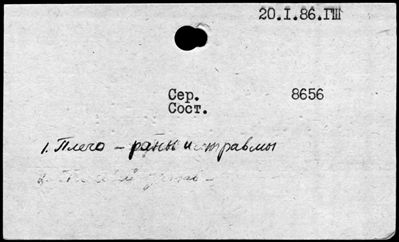 20.I.86.ГШ
Сер. 8656
Сост.
1. Плечо - раны и травмы